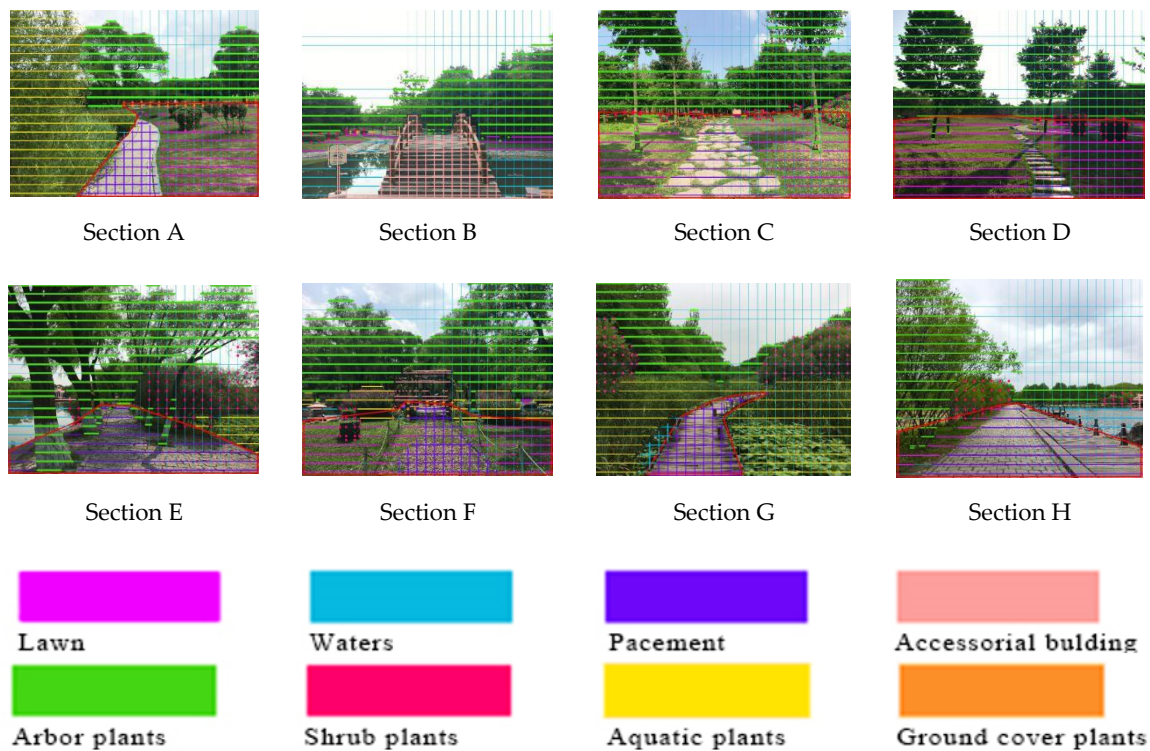 Section A
Section B
Section C
Section D
Section E
Section F
Section G
Section H
Lawn
Waters
Pacement
Accessorial bulding
Arbor plants
Shrub plants
Aquatic plants
Ground cover plants